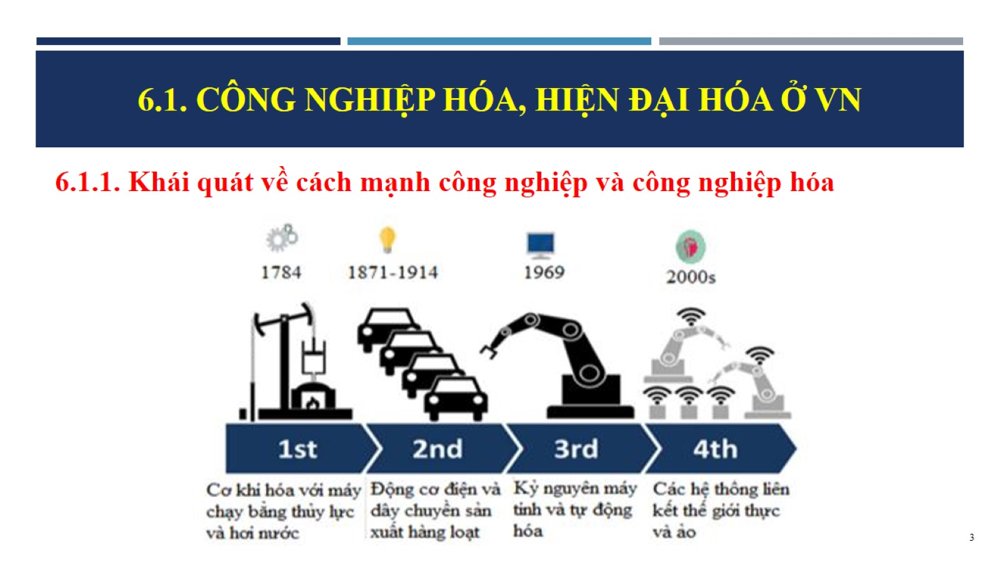 6.1. CÔNG NGHIỆP HÓA, HIỆN ĐẠI HÓA Ở VN
6.1.1. Khái quát về cách mạnh công nghiệp và công nghiệp hóa
1784
1871-1914
1969
2000s
1st
2nd
3rd
4th
Cơ khí hóa với máy
chạy bằng thủy lực
và hơi nước
Động cơ điện và
dây chuyền sản
xuất hàng loạt
Kỷ nguyên máy
tính và tự động
hóa
Các hệ thống liên
kết thế giới thực
và ảo
3